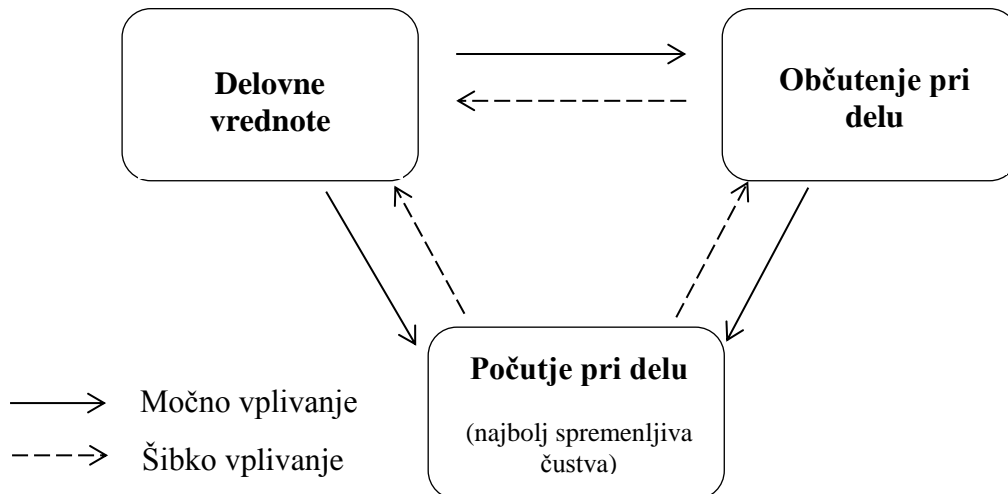 Delovne
vrednote
Občutenje pri
delu
Počutje pri delu
(najbolj spremenljiva
čustva)
Močno vplivanje
Šibko vplivanje